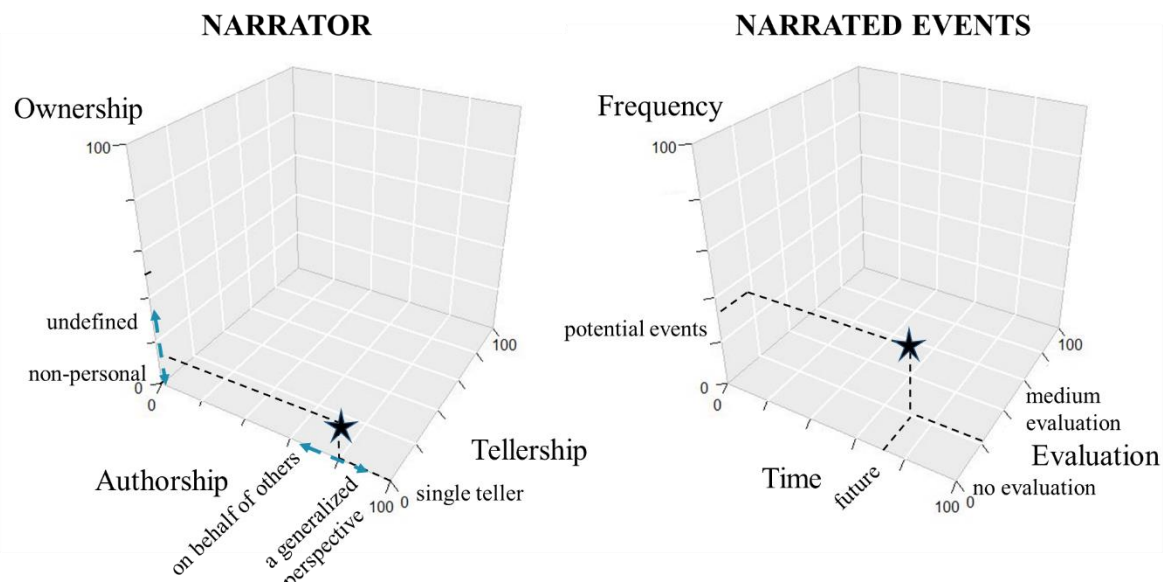 NARRATOR
Ownership
100
undefined
non-personal
0
0
Authorship
on behalf of others
a generalized
perspective
100
0
single teller
Tellership
100
NARRATED EVENTS
Frequency
100
potential events
0
0
Time
future
100
0
no evaluation
Evaluation
medium
evaluation
100